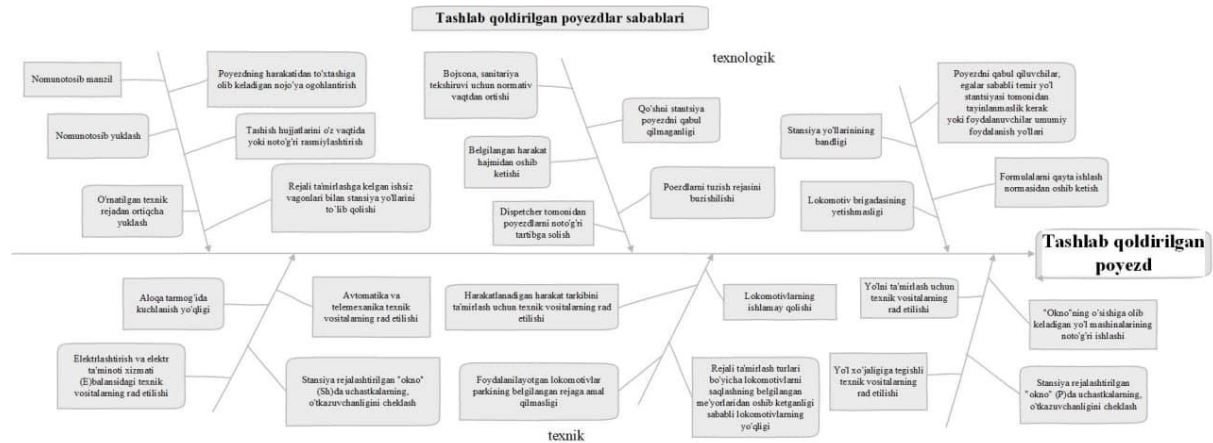 Tashlab qoldirilgan poyezdlar sabablari
texnologik
Nomunotosib manzil
Poyezdning harakatidan to'xtashiga
olib keladigan nojo'ya ogohlantirish
Nomunotosib yuklash
Tashish hujjatlarini o'z vaqtida
yoki noto'g'ri rasmiylashtirish
O'rnatilgan texnik
rejadan ortiqcha
yuklash
Rejali ta'mirlashga kelgan ishsiz
vagonlari bilan stansiya yo'llarini
to'lib qolishi
Bojxona, sanitariya
tekshiruvi uchun normativ
vaqtdan ortishi
Qo'shni stantsiya
poyezdni qabul
qilmaganligi
Belgilangan harakat
hajmidan oshib
ketishi
Poezdlarni tuzish rejasini
buzishilishi
Dispetcher tomonidan
poyezdlarni noto'g'ri
tartibga solish
Poyezdni qabul qiluvchilar,
egalar sababli temir yo'l
stantsiyasi tomonidan
tayinlanmaslik kerak
yoki foydalanuvchilar umumiy
foydalanish yo'llari
Stansiya yo'llarinining
bandligi
Formulalarni qayta ishlash
normasidan oshib ketish
Lokomotiv brigadasining
yetishmasligi
Tashlab qoldirilgan
poyezd
Aloqa tarmog'ida
kuchlanish yo'qligi
Avtomatika va
telemexanika texnik
vositalarning rad etilishi
Elektrlashtirish va elektr
ta'minoti xizmati
(E)balansidagi texnik
vositalarning rad etilishi
Stansiya rejalashtirilgan "okno"
(Sh)da uchastkalarning,
o'tkazuvchanligini cheklash
Harakatlanadigan harakat tarkibini
ta'mirlash uchun texnik vositalarning rad
etilishi
Lokomotivlarning
ishlamay qolishi
Foydalanilayotgan lokomotivlar
parkining belgilangan rejaga amal
qilmasligi
Rejali ta'mirlash turlari
bo'yicha lokomotivlarni
saqlashning belgilangan
me'yorlaridan oshib ketganligi
sababli lokomotivlarning
yo'qligi
Yo'lni ta'mirlash uchun
texnik vositalarning
rad etilishi
"Okno"ning o'sishiga olib
keladigan yo'l mashinalarining
noto'g'ri ishlashi
Yo'l xo'jaligiga tegishli
texnik vositalarning
rad etilishi
Stansiya rejalashtirilgan
"okno" (P)da uchastkalarning,
o'tkazuvchanligini cheklash
texnik